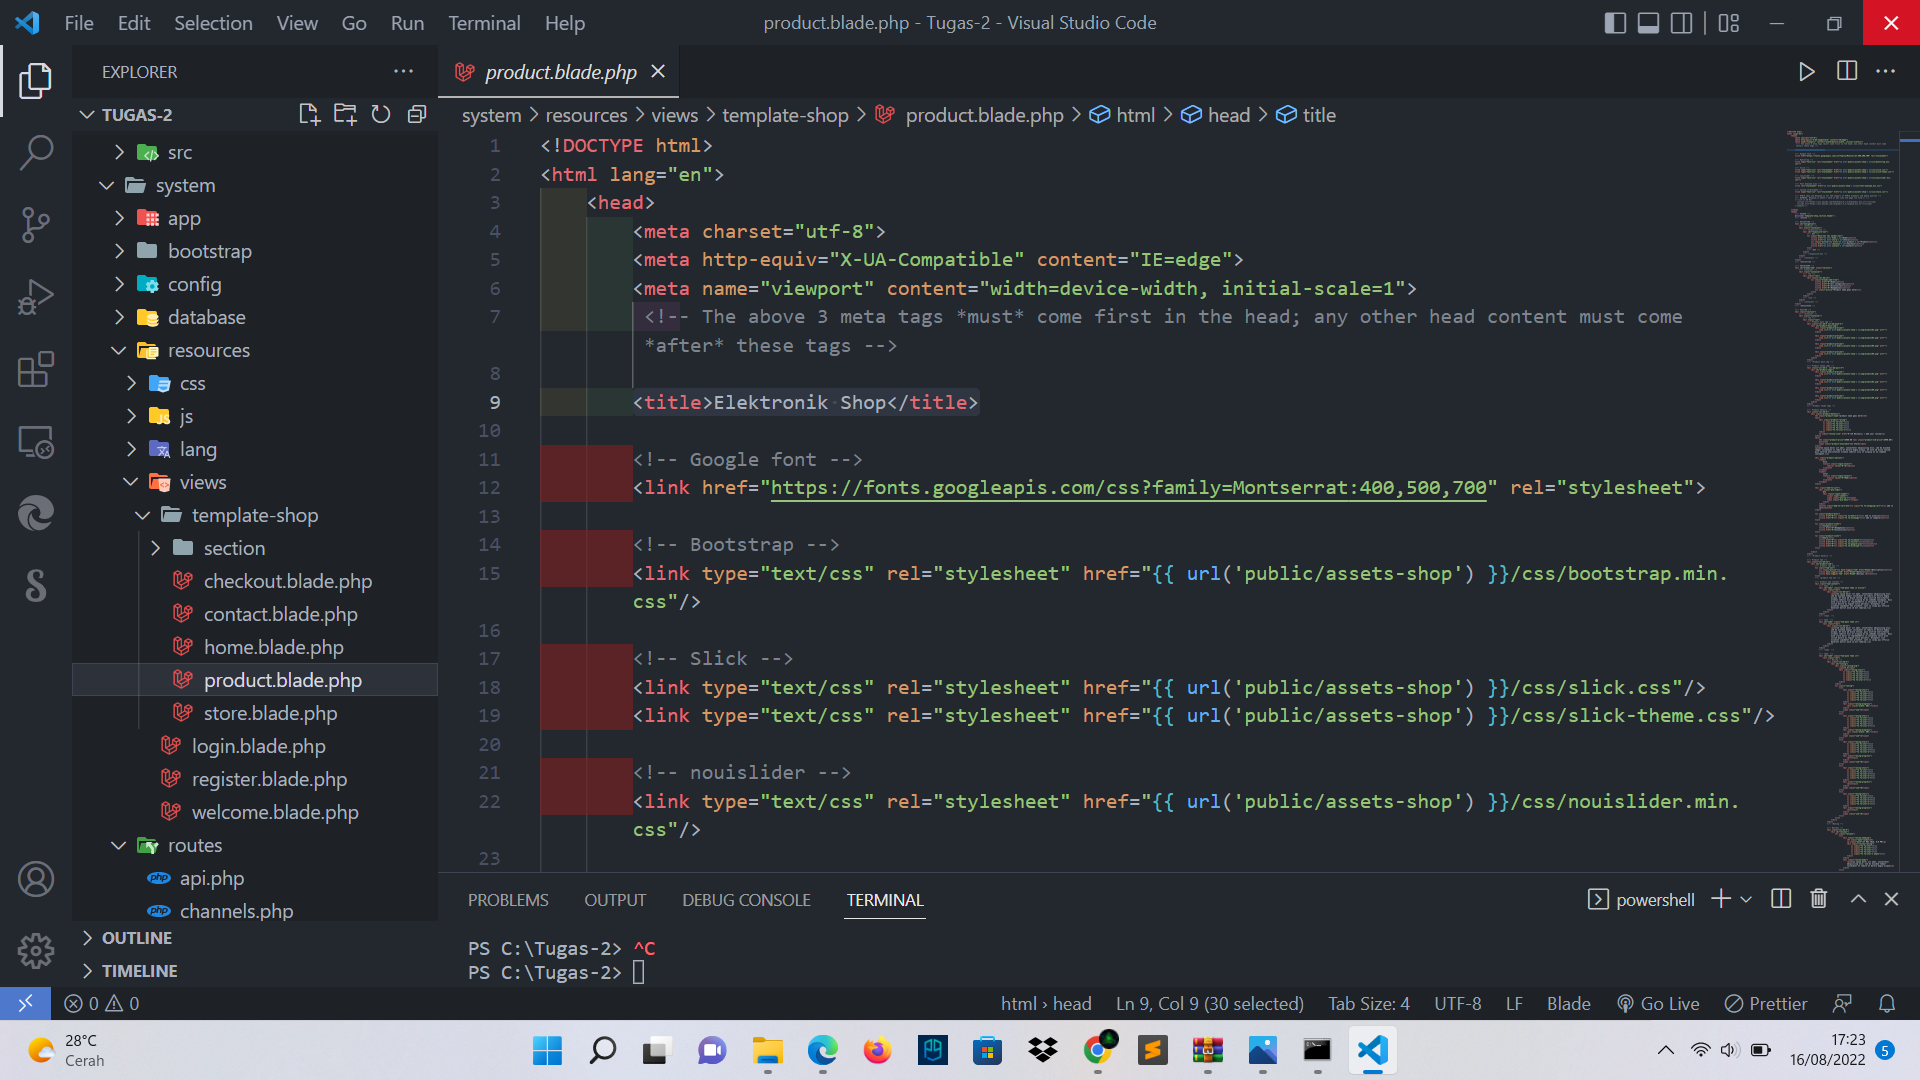 File Edit Selection View Go Run Terminal Help
product.blade.php - Tugas-2 - Visual Studio Code
EXPLORER
TUGAS-2
src
system
app
bootstrap
config
database
resources
css
js
lang
views
template-shop
section
checkout.blade.php
contact.blade.php
home.blade.php
product.blade.php
store.blade.php
login.blade.php
register.blade.php
welcome.blade.php
routes
api.php
channels.php
OUTLINE
TIMELINE
product.blade.php
system > resources > views > template-shop > product.blade.php > html > head > title
1 <!DOCTYPE html>
2 <html lang="en">
3 <head>
4 <meta charset="utf-8">
5 <meta http-equiv="X-UA-Compatible" content="IE=edge">
6 <meta name="viewport" content="width=device-width, initial-scale=1">
7 <!-- The above 3 meta tags *must* come first in the head; any other head content must come
*after* these tags -->
8
9 <title>Elektronik Shop</title>
10
11 <!-- Google font -->
12 <link href="https://fonts.googleapis.com/css?family=Montserrat:400,500,700" rel="stylesheet">
13
14 <!-- Bootstrap -->
15 <link type="text/css" rel="stylesheet" href="{{ url('public/assets-shop') }}/css/bootstrap.min.
css"/>
16
17 <!-- Slick -->
18 <link type="text/css" rel="stylesheet" href="{{ url('public/assets-shop') }}/css/slick.css"/>
19 <link type="text/css" rel="stylesheet" href="{{ url('public/assets-shop') }}/css/slick-theme.css"/>
20
21 <!-- nouislider -->
22 <link type="text/css" rel="stylesheet" href="{{ url('public/assets-shop') }}/css/nouislider.min.
css"/>
23
PROBLEMS OUTPUT DEBUG CONSOLE TERMINAL
powershell
PS C:\Tugas-2> ^C
PS C:\Tugas-2>
0 0
html › head Ln 9, Col 9 (30 selected) Tab Size: 4 UTF-8 LF Blade Go Live Prettier
28°C
Cerah
17:23
16/08/2022
5